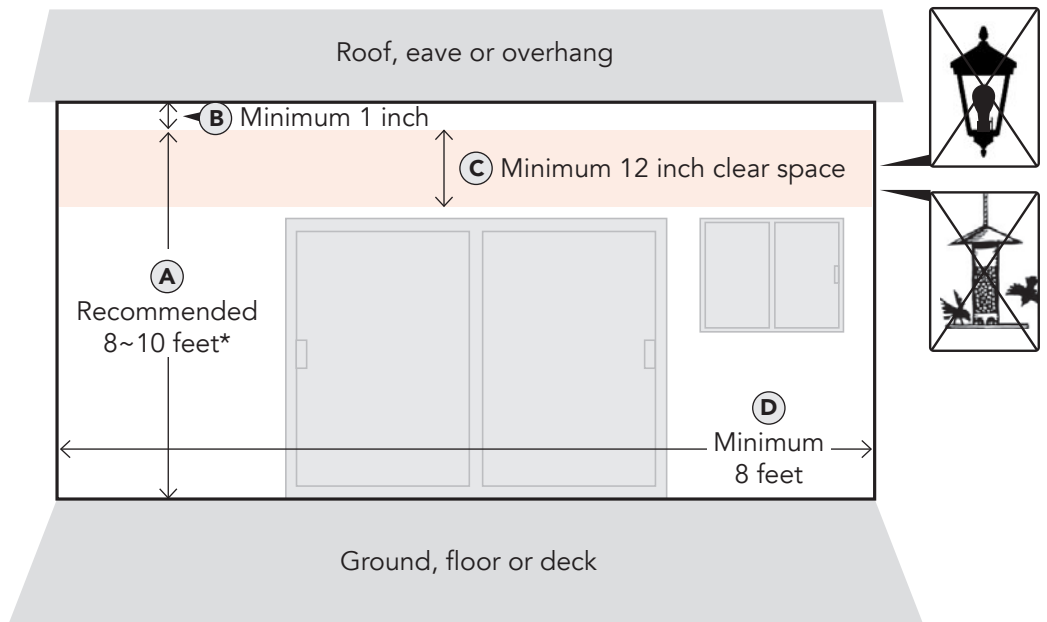 Roof, eave or overhang
B Minimum 1 inch
C Minimum 12 inch clear space
A
Recommended
8~10 feet*
D
Minimum
8 feet
Ground, floor or deck